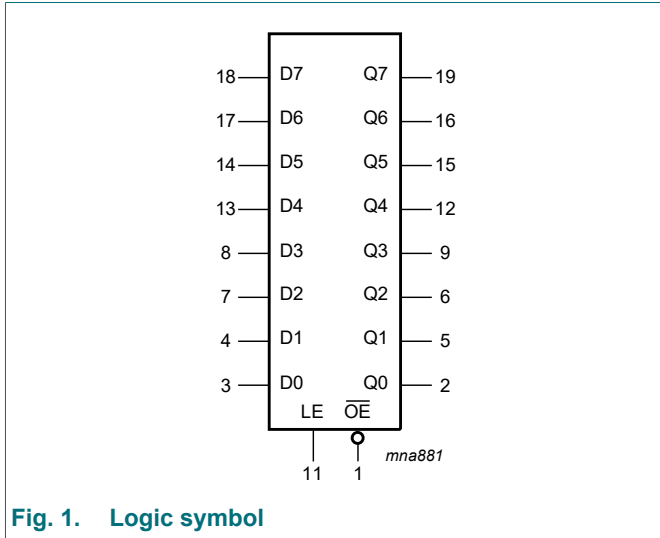 18 D7 Q7 19
17 D6 Q6 16
14 D5 Q5 15
13 D4 Q4 12
8 D3 Q3 9
7 D2 Q2 6
4 D1 Q1 5
3 D0 Q0 2
LE O̅E̅
11 1 mna881
Fig. 1. Logic symbol